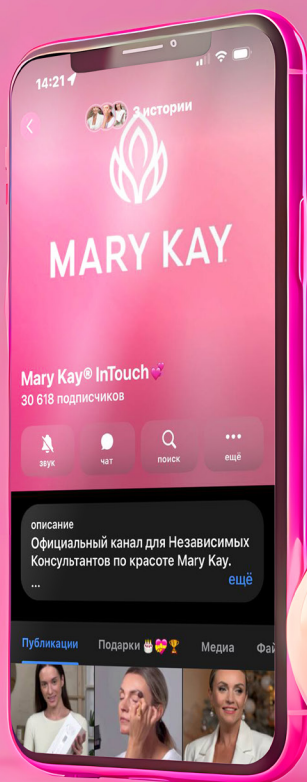 14:21
3 истории
MARY KAY
Mary Kay® InTouch💞
30 618 подписчиков
звук
чат
поиск
ещё
описание
Официальный канал для Независимых
Консультантов по красоте Mary Kay.
...
ещё
Публикации
Подарки 🎂💝🏆
Медиа
Фай